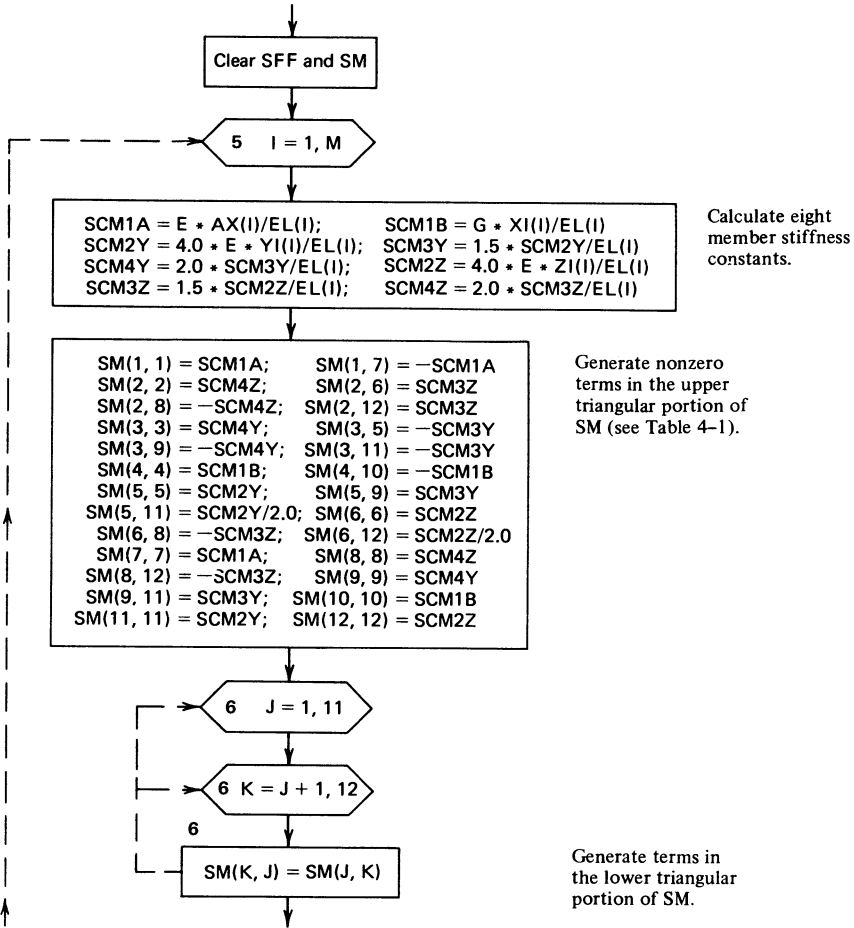 Clear SFF and SM
5 I = 1, M
SCM1A = E * AX(I)/EL(I); SCM1B = G * XI(I)/EL(I)
SCM2Y = 4.0 * E * YI(I)/EL(I); SCM3Y = 1.5 * SCM2Y/EL(I)
SCM4Y = 2.0 * SCM3Y/EL(I); SCM2Z = 4.0 * E * ZI(I)/EL(I)
SCM3Z = 1.5 * SCM2Z/EL(I); SCM4Z = 2.0 * SCM3Z/EL(I)
Calculate eight
member stiffness
constants.
SM(1, 1) = SCM1A; SM(1, 7) = −SCM1A
SM(2, 2) = SCM4Z; SM(2, 6) = SCM3Z
SM(2, 8) = −SCM4Z; SM(2, 12) = SCM3Z
SM(3, 3) = SCM4Y; SM(3, 5) = −SCM3Y
SM(3, 9) = −SCM4Y; SM(3, 11) = −SCM3Y
SM(4, 4) = SCM1B; SM(4, 10) = −SCM1B
SM(5, 5) = SCM2Y; SM(5, 9) = SCM3Y
SM(5, 11) = SCM2Y/2.0; SM(6, 6) = SCM2Z
SM(6, 8) = −SCM3Z; SM(6, 12) = SCM2Z/2.0
SM(7, 7) = SCM1A; SM(8, 8) = SCM4Z
SM(8, 12) = −SCM3Z; SM(9, 9) = SCM4Y
SM(9, 11) = SCM3Y; SM(10, 10) = SCM1B
SM(11, 11) = SCM2Y; SM(12, 12) = SCM2Z
Generate nonzero
terms in the upper
triangular portion of
SM (see Table 4–1).
6 J = 1, 11
6 K = J + 1, 12
6
SM(K, J) = SM(J, K)
Generate terms in
the lower triangular
portion of SM.